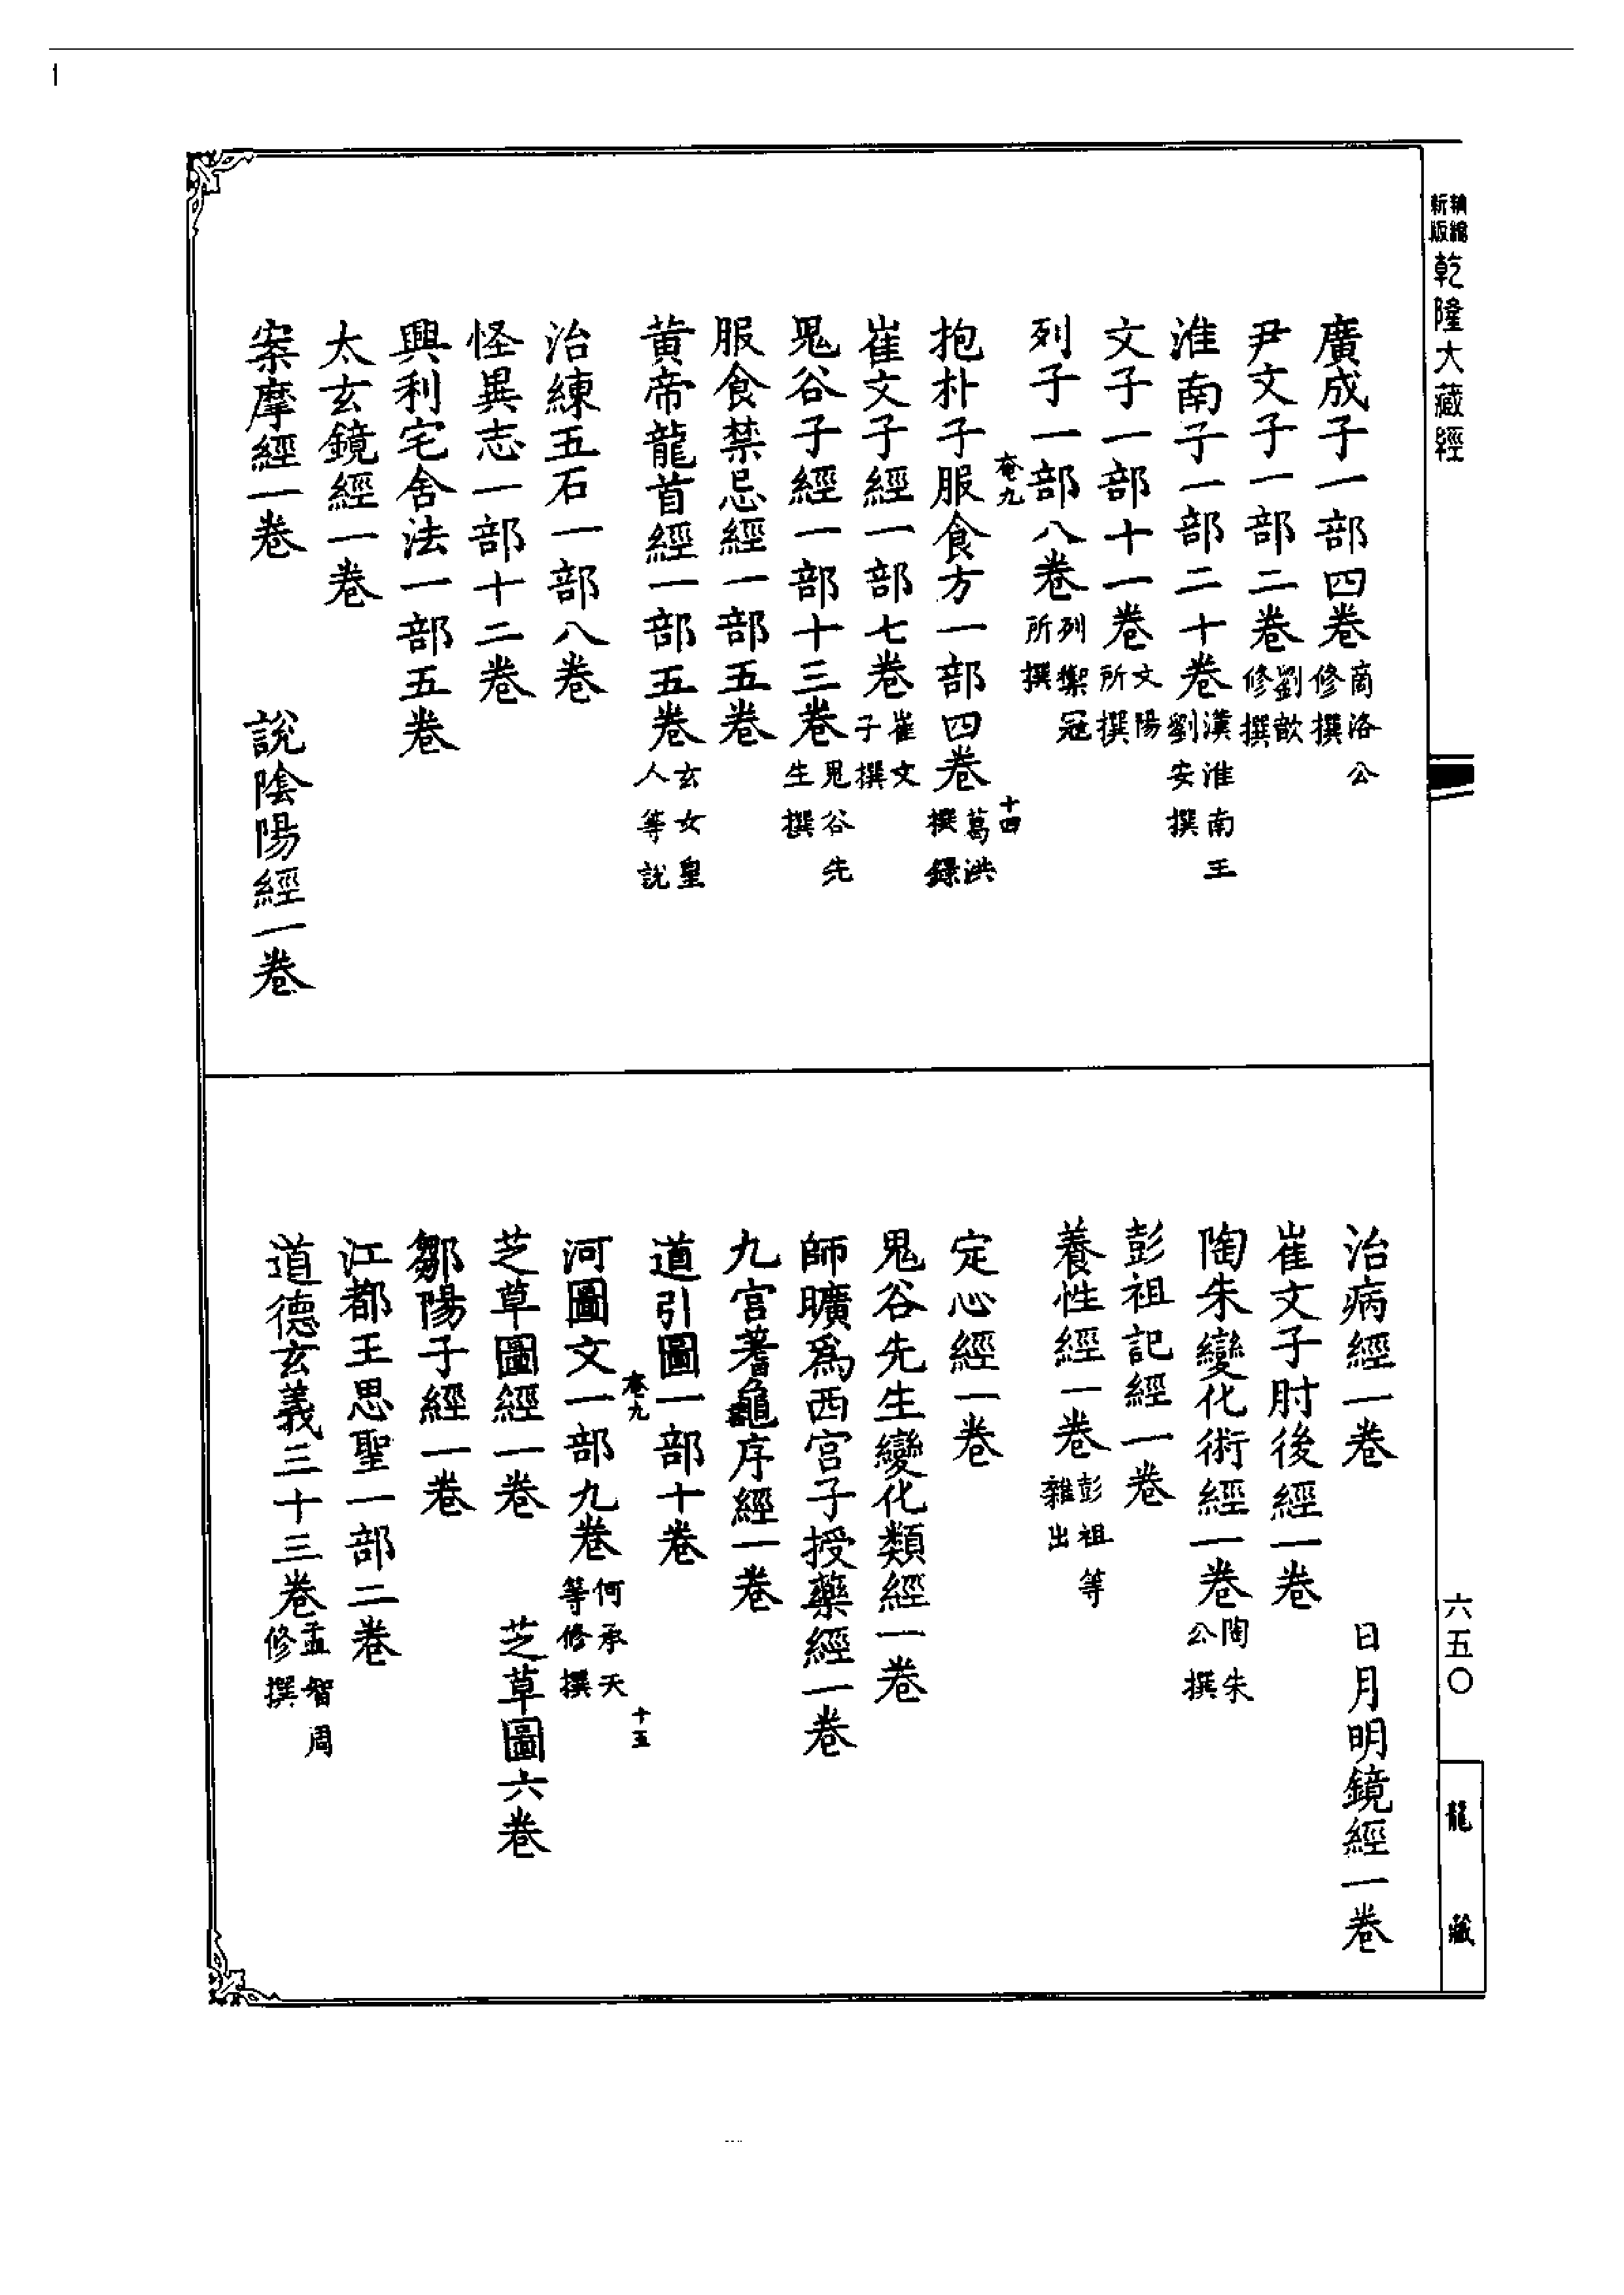 1
新編縮版乾隆大藏經
廣成子一部四卷商洛公修撰
尹文子一部二卷劉歆修撰
淮南子一部二十卷漢淮南王劉安撰
文子一部十一卷文陽所撰
列子一部八卷列禦冠所撰
卷九
十四
抱朴子服食方一部四卷葛洪撰錄
崔文子經一部七卷崔文子撰
鬼谷子經一部十三卷鬼谷先生撰
服食禁忌經一部五卷
黃帝龍首經一部五卷玄女皇人等說
治練五石一部八卷
怪異志一部十二卷
興利宅舍法一部五卷
太玄鏡經一卷
案摩經一卷 說陰陽經一卷
治病經一卷 日月明鏡經一卷
崔文子肘後經一卷
陶朱變化術經一卷陶朱公撰
彭祖記經一卷
養性經一卷彭祖等雜出
定心經一卷
鬼谷先生變化類經一卷
師曠為西宮子授藥經一卷
九宮蓍龜序經一卷
道引圖一部十卷
卷九
十五
河圖文一部九卷何承天等修撰
芝草圖經一卷 芝草圖六卷
鄒陽子經一卷
江都王思聖一部二卷
道德玄義三十三卷孟智周修撰
六五〇
龍藏